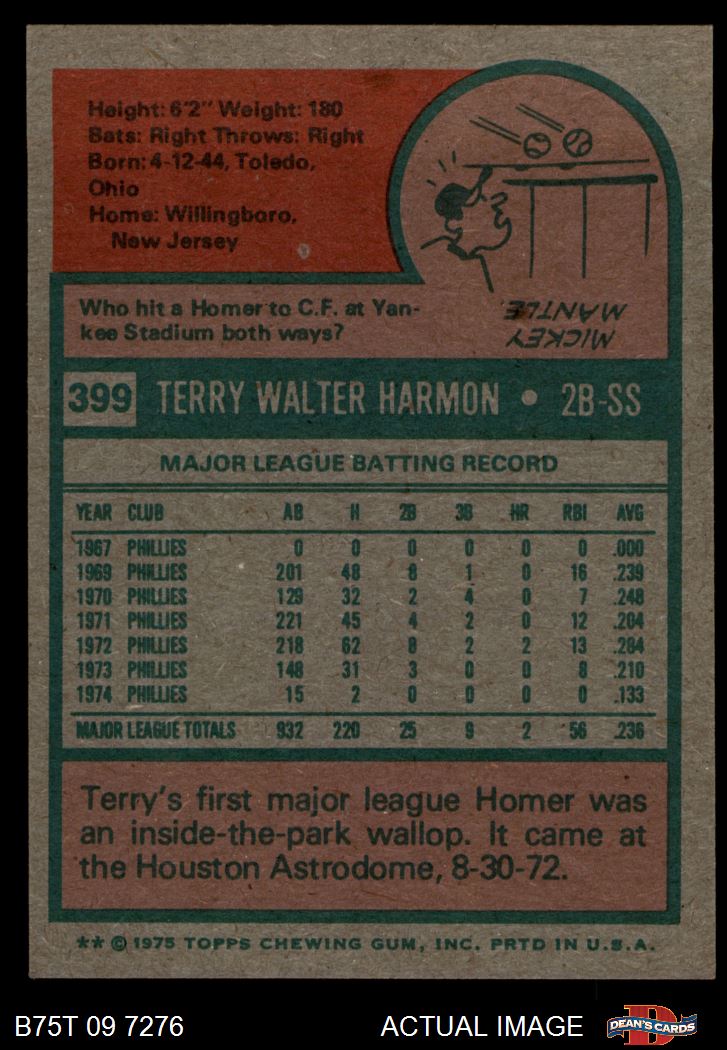 Height: 6'2" Weight: 180
Bats: Right Throws: Right
Born: 4-12-44, Toledo,
Ohio
Home: Willingboro,
New Jersey
Who hit a Homer to C.F. at Yan-
kee Stadium both ways?
MICKEY
MANTLE.
399 TERRY WALTER HARMON • 2B-SS
MAJOR LEAGUE BATTING RECORD
YEAR CLUB AB H 2B 3B HR RBI AVG
1967 PHILLIES 0 0 0 0 0 0 .000
1969 PHILLIES 201 48 8 1 0 16 .239
1970 PHILLIES 129 32 2 4 0 7 .248
1971 PHILLIES 221 45 4 2 0 12 .204
1972 PHILLIES 218 62 8 2 2 13 .284
1973 PHILLIES 148 31 3 0 0 8 .210
1974 PHILLIES 15 2 0 0 0 0 .133
MAJOR LEAGUE TOTALS 932 220 25 9 2 56 .236
Terry's first major league Homer was
an inside-the-park wallop. It came at
the Houston Astrodome, 8-30-72.
** © 1975 TOPPS CHEWING GUM, INC. PRTD IN U.S.A.
B75T 09 7276 ACTUAL IMAGE DEAN'S CARDS